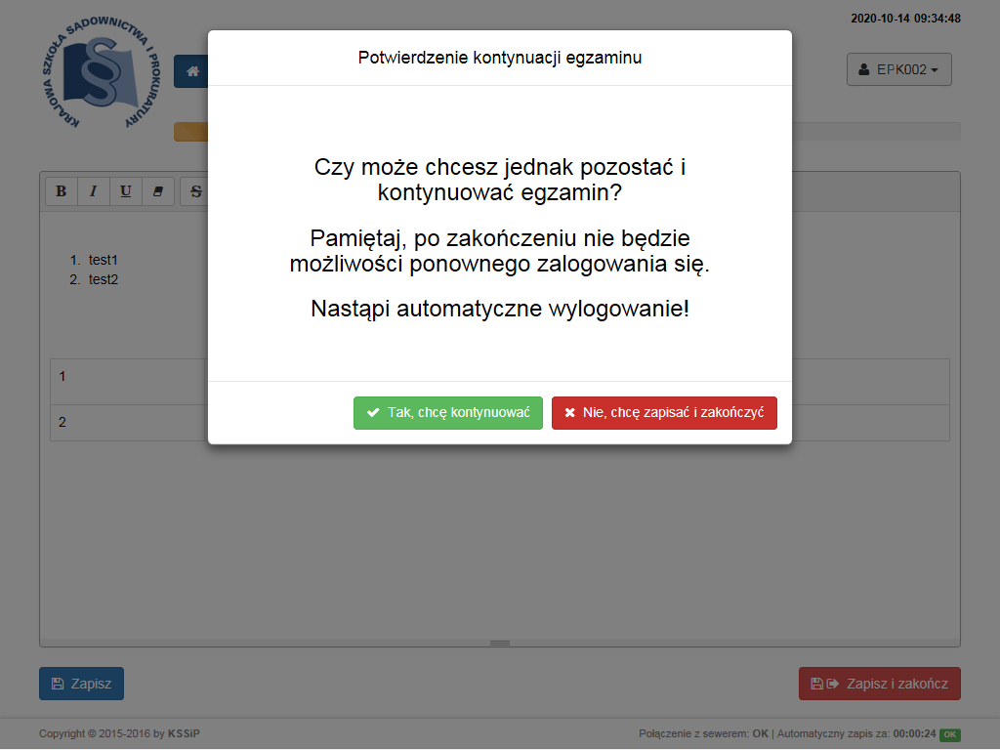 2020-10-14 09:34:48
KRAJOWA SZKOŁA SĄDOWNICTWA I PROKURATURY
Potwierdzenie kontynuacji egzaminu
EPK002
Czy może chcesz jednak pozostać i
kontynuować egzamin?
Pamiętaj, po zakończeniu nie będzie
możliwości ponownego zalogowania się.
Nastąpi automatyczne wylogowanie!
B I U S
1. test1
2. test2
1
2
Tak, chcę kontynuować
Nie, chcę zapisać i zakończyć
Zapisz
Zapisz i zakończ
Copyright © 2015-2016 by KSSiP
Połączenie z sewerem: OK | Automatyczny zapis za: 00:00:24 OK